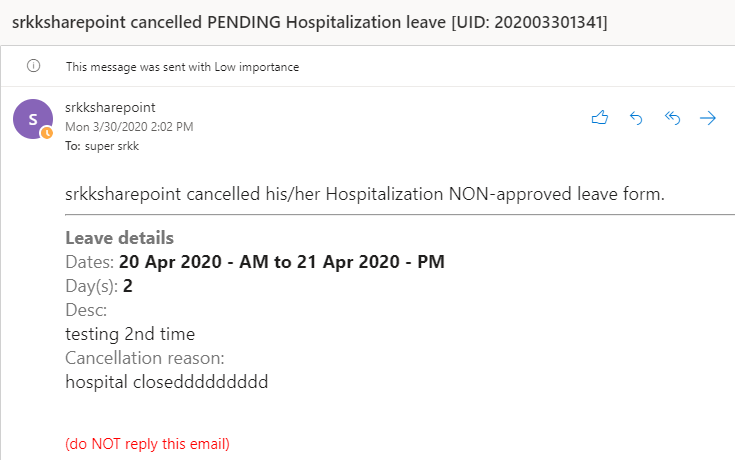 srkksharepoint cancelled PENDING Hospitalization leave [UID: 202003301341]
This message was sent with Low importance
S
srkksharepoint
Mon 3/30/2020 2:02 PM
To: super srkk
srkksharepoint cancelled his/her Hospitalization NON-approved leave form.
Leave details
Dates: 20 Apr 2020 - AM to 21 Apr 2020 - PM
Day(s): 2
Desc:
testing 2nd time
Cancellation reason:
hospital closeddddddddd
(do NOT reply this email)